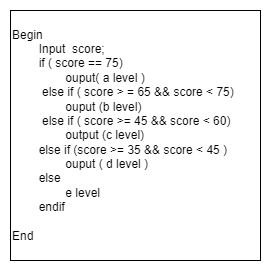 Begin
Input score;
if ( score == 75)
ouput( a level )
else if ( score > = 65 && score < 75)
ouput (b level)
else if ( score >= 45 && score < 60)
output (c level)
else if (score >= 35 && score < 45 )
ouput ( d level )
else
e level
endif
End